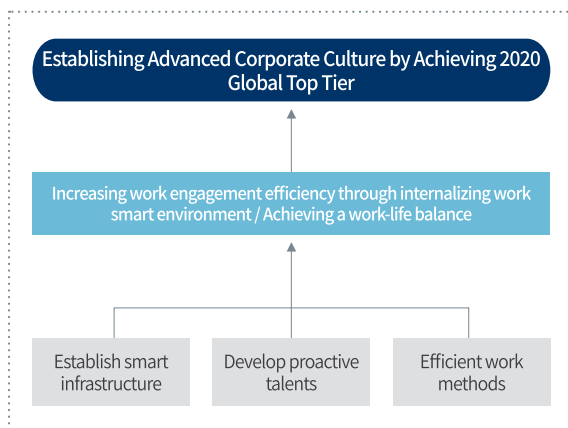 Establishing Advanced Corporate Culture by Achieving 2020
Global Top Tier
Increasing work engagement efficiency through internalizing work
smart environment / Achieving a work-life balance
Establish smart
infrastructure
Develop proactive
talents
Efficient work
methods